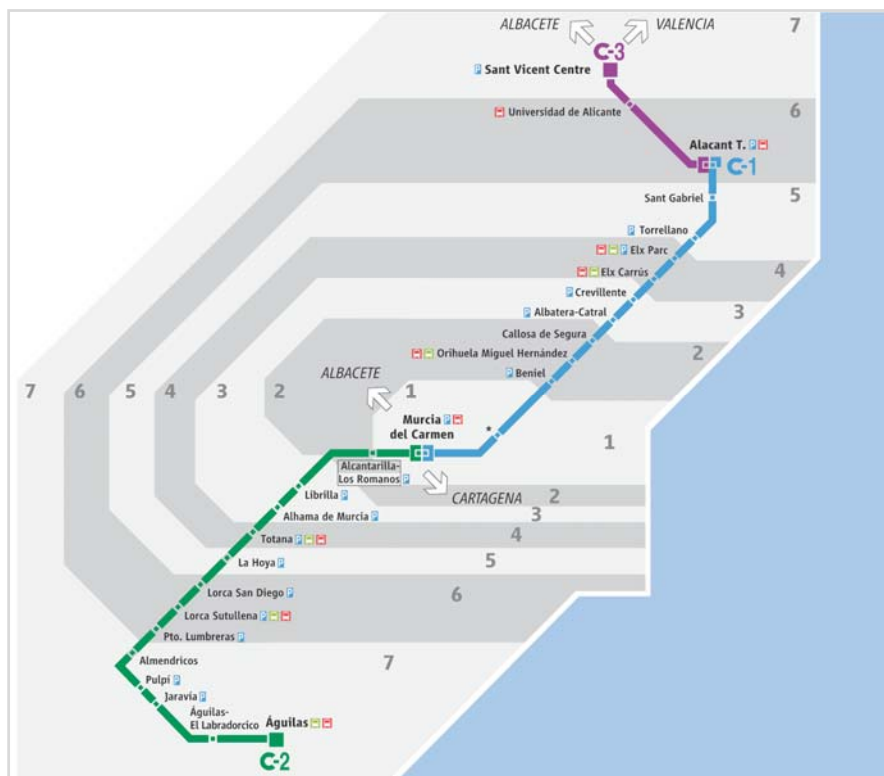 ALBACETE
VALENCIA
7
C-3
Sant Vicent Centre
Universidad de Alicante
6
Alacant T.
C-1
Sant Gabriel
5
Torrellano
Elx Parc
4
Elx Carrús
Crevillente
3
Albatera-Catral
Callosa de Segura
2
Orihuela Miguel Hernández
ALBACETE
Beniel
7
6
5
4
3
2
1
Murcia
del Carmen
*
1
Alcantarilla-
Los Romanos
CARTAGENA
2
Librilla
3
Alhama de Murcia
4
Totana
5
La Hoya
Lorca San Diego
6
Lorca Sutullena
Pto. Lumbreras
7
Almendricos
Pulpí
Jaravía
Águilas-
El Labradorcico
Águilas
C-2